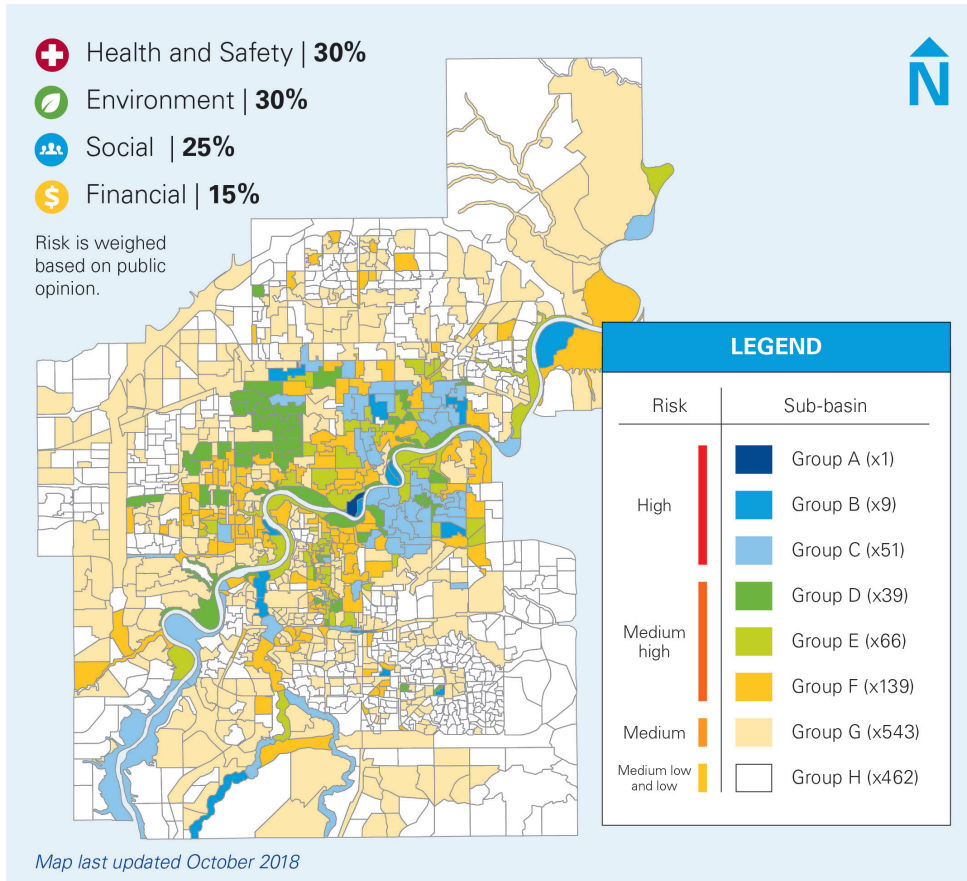 Health and Safety | 30%
Environment | 30%
Social | 25%
$
Financial | 15%
Risk is weighed
based on public
opinion.
N
LEGEND
Risk
Sub-basin
High
Group A (x1)
Group B (x9)
Group C (x51)
Medium
high
Group D (x39)
Group E (x66)
Group F (x139)
Medium
Group G (x543)
Medium low
and low
Group H (x462)
Map last updated October 2018